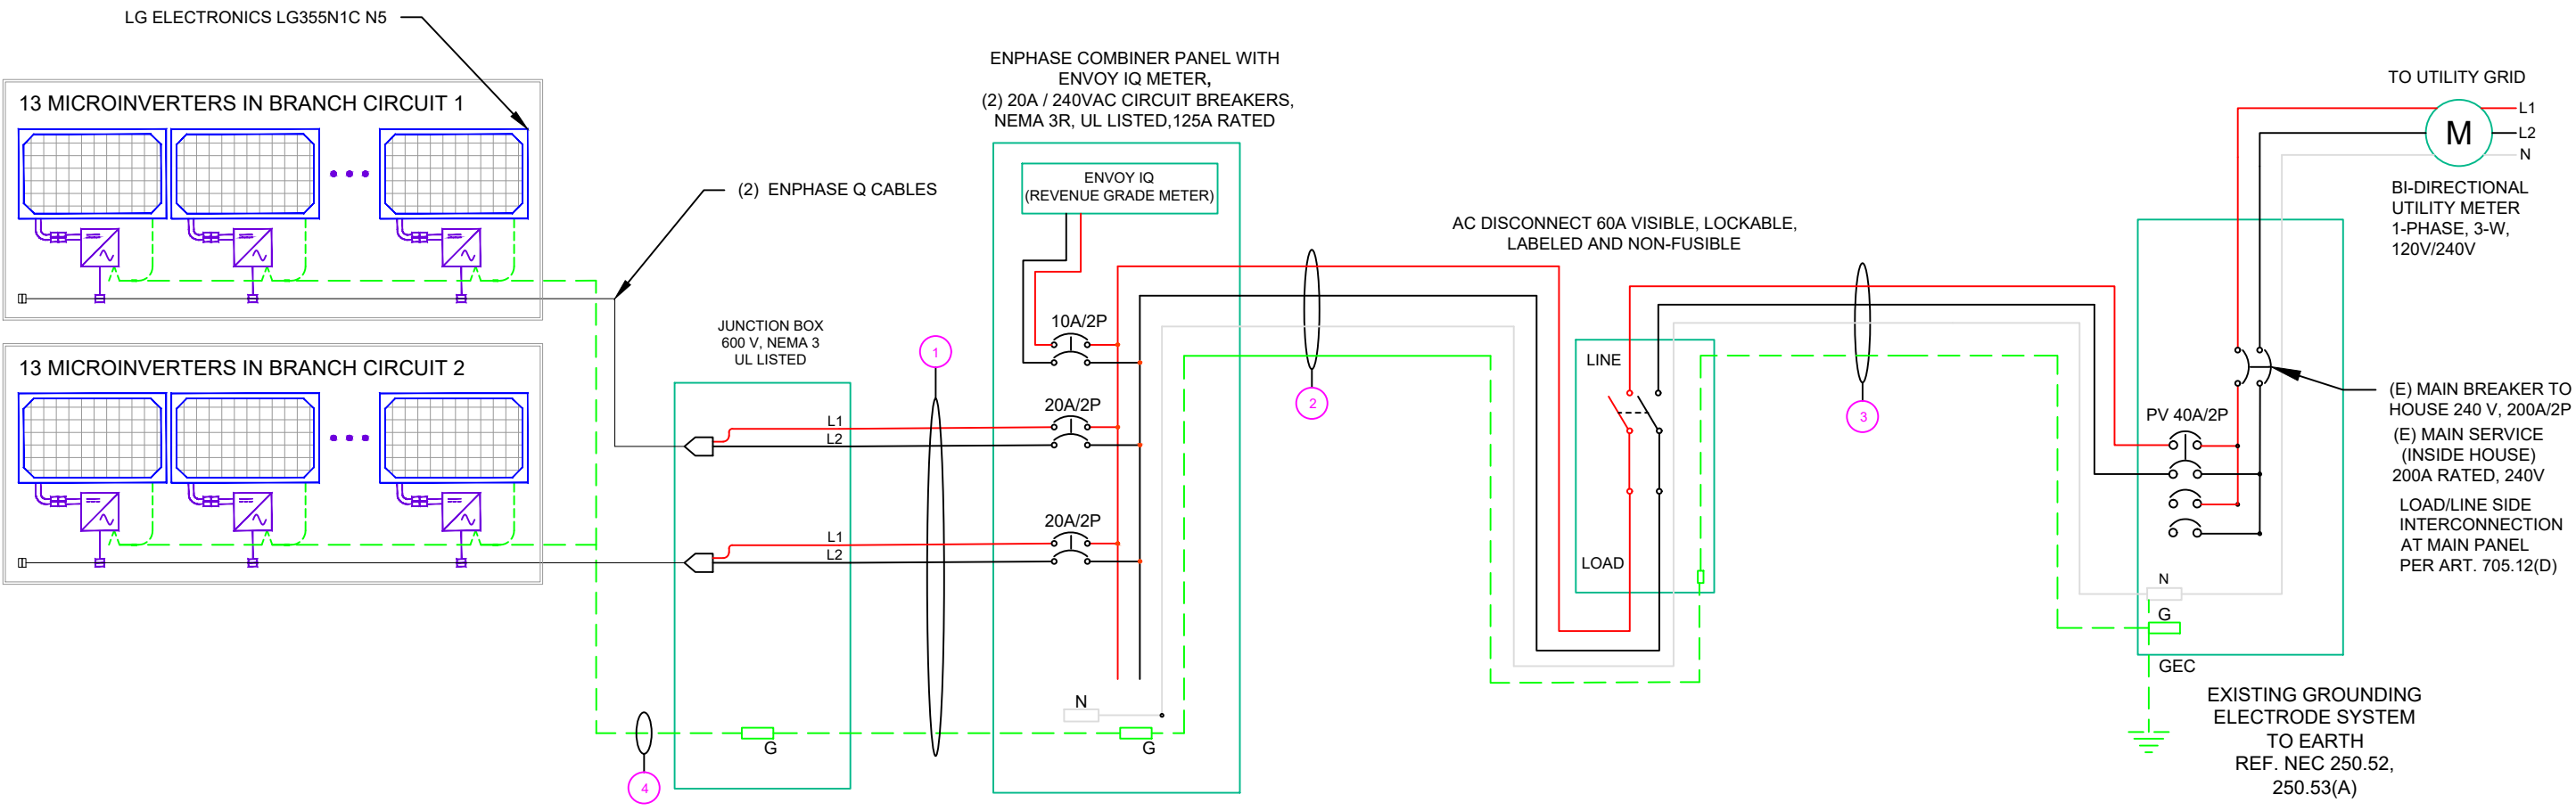 LG ELECTRONICS LG355N1C N5
13 MICROINVERTERS IN BRANCH CIRCUIT 1
13 MICROINVERTERS IN BRANCH CIRCUIT 2
(2) ENPHASE Q CABLES
JUNCTION BOX
600 V, NEMA 3
UL LISTED
L1
L2
L1
L2
G
4
1
ENPHASE COMBINER PANEL WITH
ENVOY IQ METER,
(2) 20A / 240VAC CIRCUIT BREAKERS,
NEMA 3R, UL LISTED,125A RATED
ENVOY IQ
(REVENUE GRADE METER)
10A/2P
20A/2P
20A/2P
N
G
2
AC DISCONNECT 60A VISIBLE, LOCKABLE,
LABELED AND NON-FUSIBLE
LINE
LOAD
3
TO UTILITY GRID
M
L1
L2
N
BI-DIRECTIONAL
UTILITY METER
1-PHASE, 3-W,
120V/240V
PV 40A/2P
(E) MAIN BREAKER TO
HOUSE 240 V, 200A/2P
(E) MAIN SERVICE
(INSIDE HOUSE)
200A RATED, 240V
LOAD/LINE SIDE
INTERCONNECTION
AT MAIN PANEL
PER ART. 705.12(D)
N
G
GEC
EXISTING GROUNDING
ELECTRODE SYSTEM
TO EARTH
REF. NEC 250.52,
250.53(A)